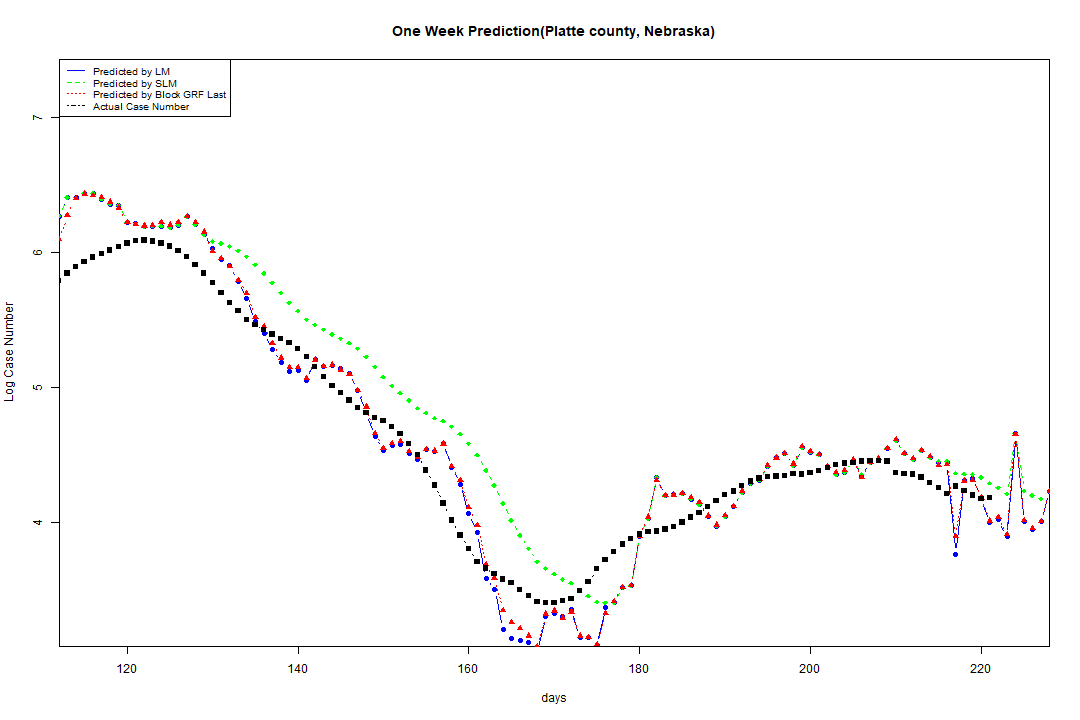 One Week Prediction(Platte county, Nebraska)
Predicted by LM
Predicted by SLM
Predicted by Block GRF Last
Actual Case Number
7
6
5
4
Log Case Number
120 140 160 180 200 220
days